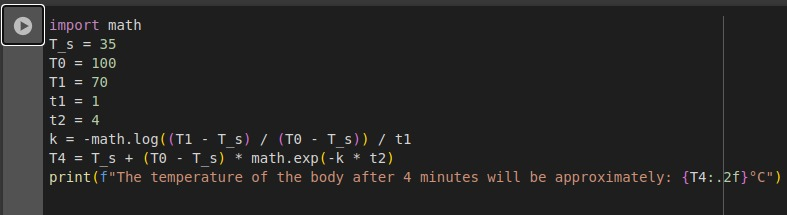 import math
T_s = 35
T0 = 100
T1 = 70
t1 = 1
t2 = 4
k = -math.log((T1 - T_s) / (T0 - T_s)) / t1
T4 = T_s + (T0 - T_s) * math.exp(-k * t2)
print(f"The temperature of the body after 4 minutes will be approximately: {T4:.2f}°C")